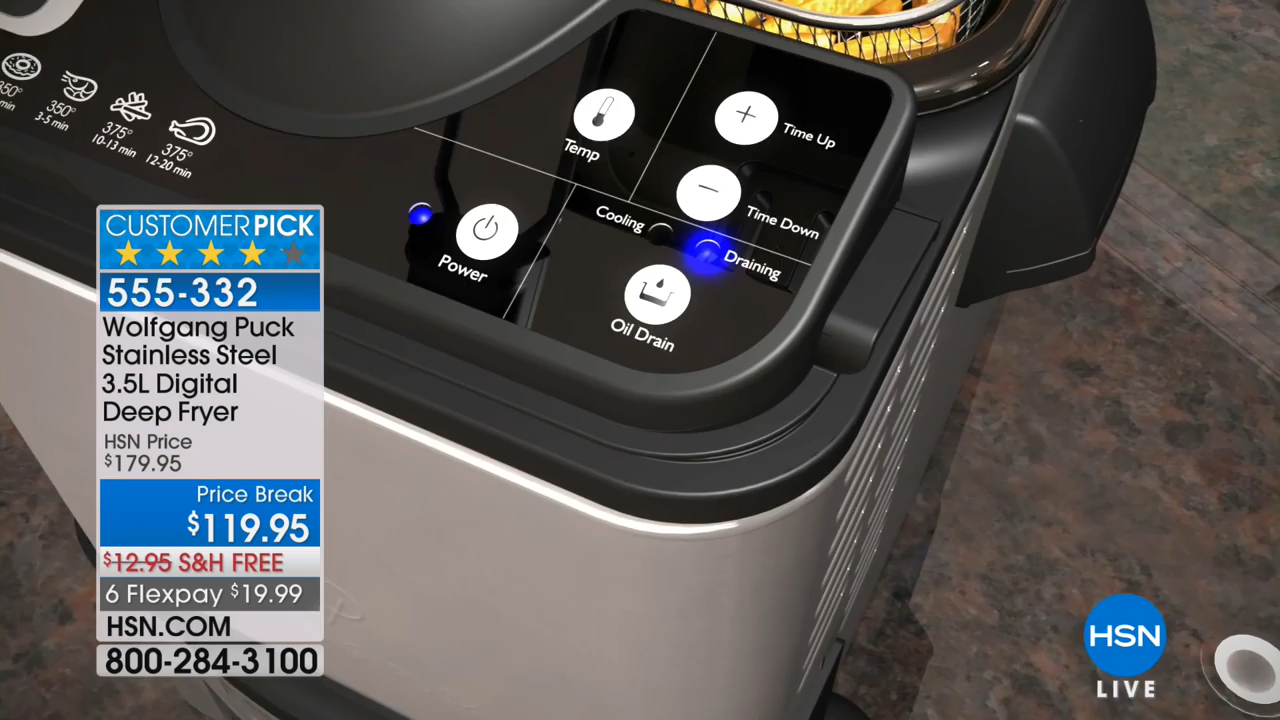 350°
min
350°
3-5 min
375°
10-13 min
375°
12-20 min
Temp
Time Up
Time Down
Cooling
Draining
Power
Oil Drain
CUSTOMER PICK
555-332
Wolfgang Puck
Stainless Steel
3.5L Digital
Deep Fryer
HSN Price
$179.95
Price Break
$119.95
$12.95 S&H FREE
6 Flexpay $19.99
HSN.COM
800-284-3100
HSN
LIVE